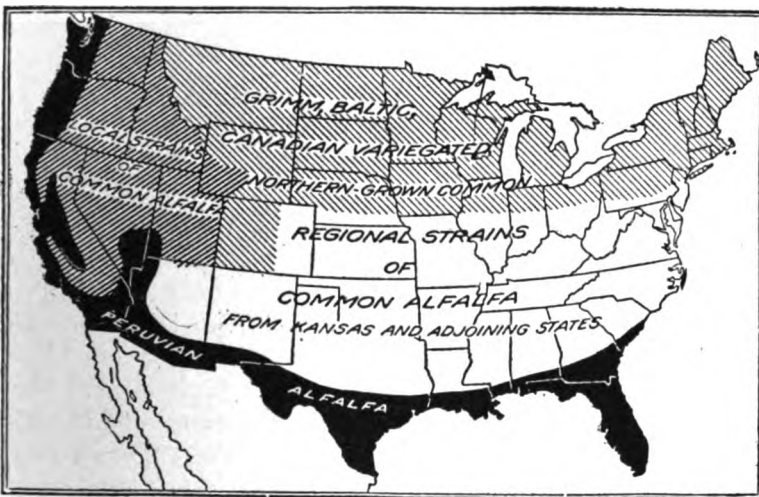 GRIMM, BALTIC,
CANADIAN VARIEGATED
NORTHERN-GROWN COMMON
LOCAL STRAINS
OF
COMMON ALFALFA
REGIONAL STRAINS
OF
COMMON ALFALFA
FROM KANSAS AND ADJOINING STATES
PERUVIAN
ALFALFA